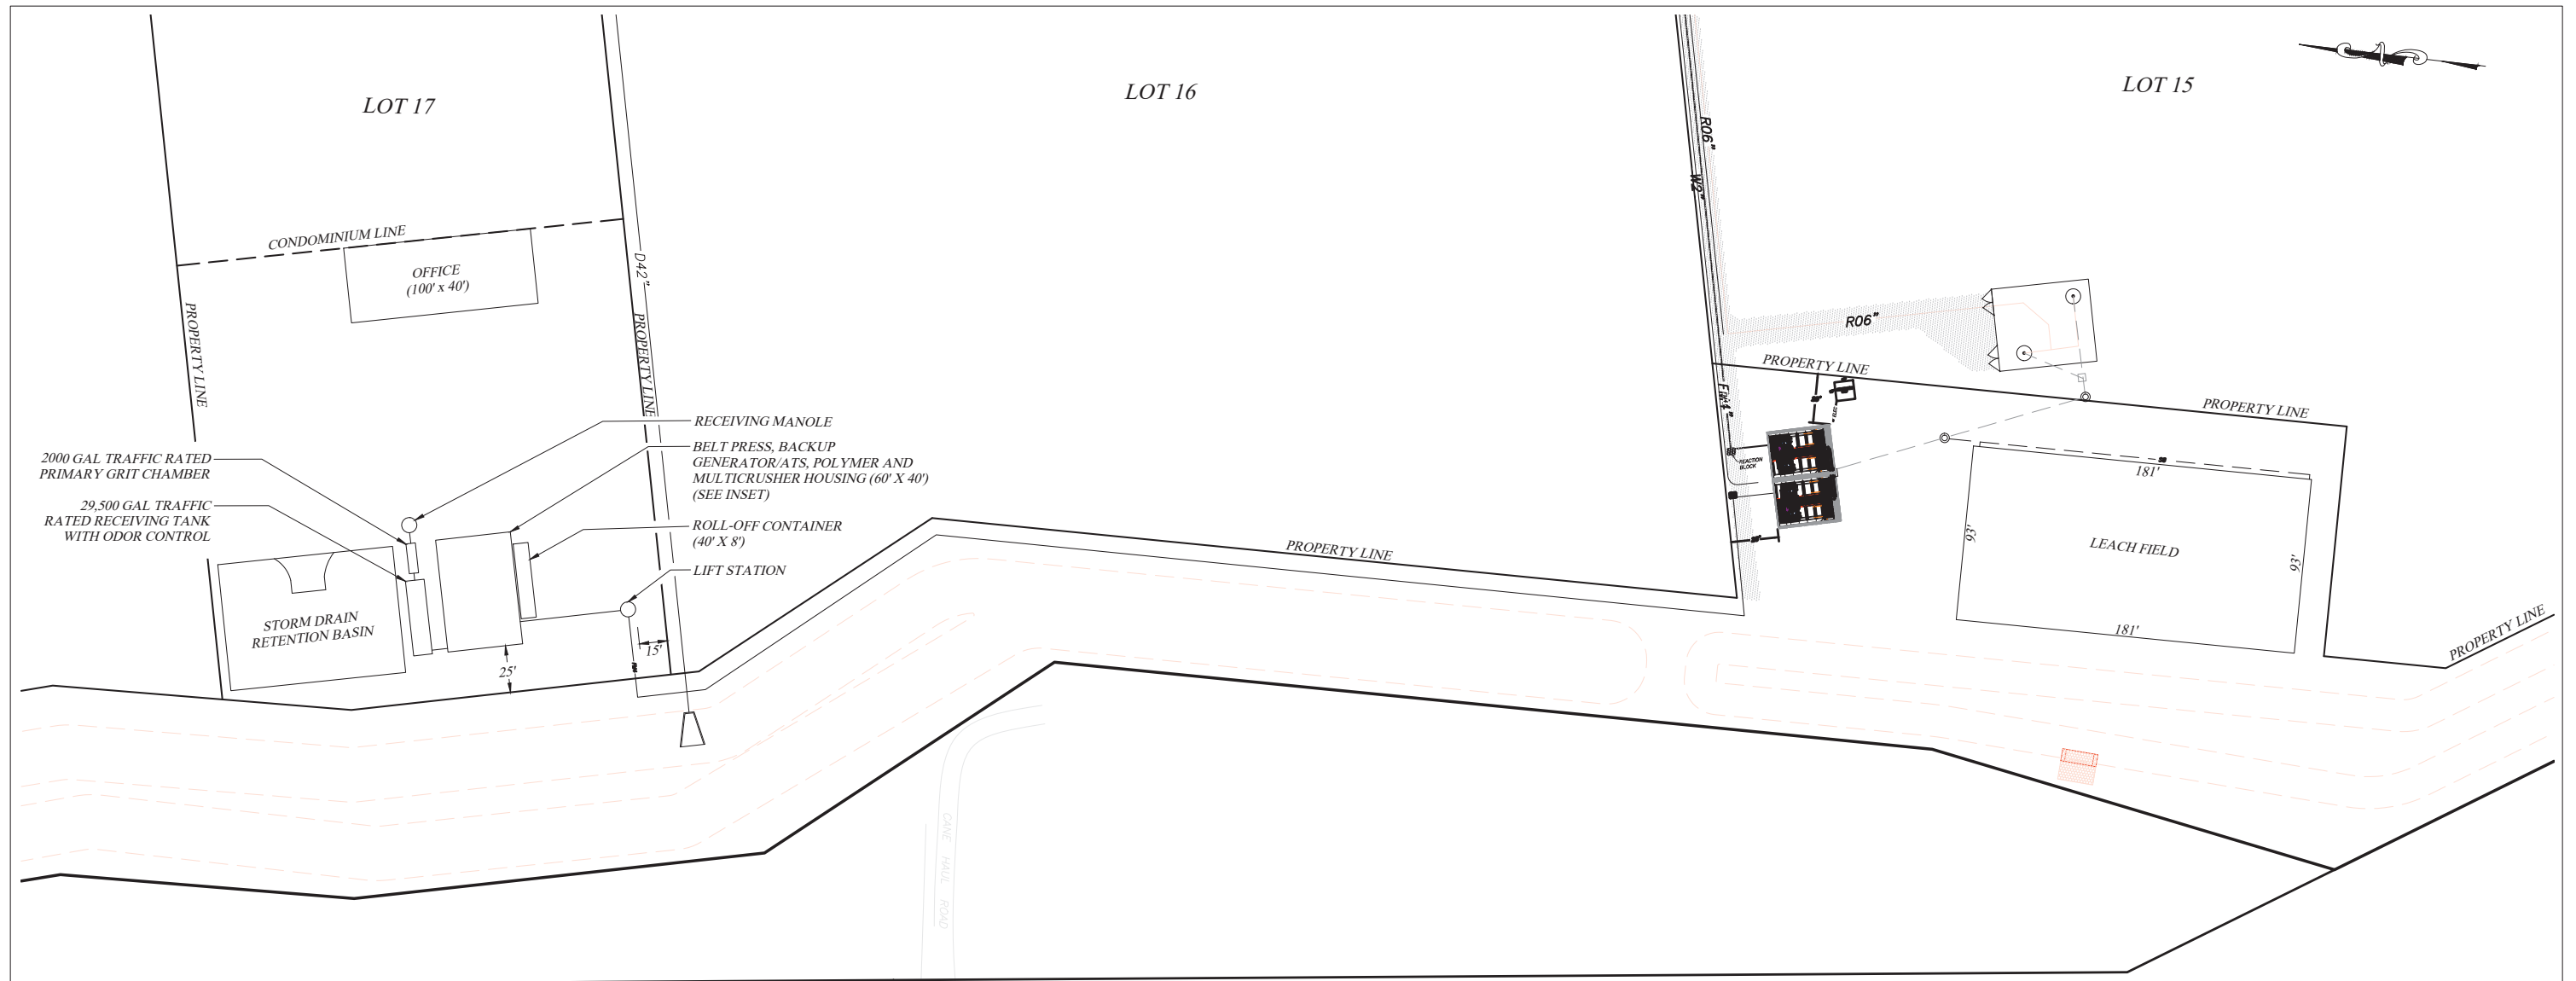 LOT 17
LOT 16
LOT 15
R06"
W2"
CONDOMINIUM LINE
OFFICE
(100' x 40')
D42"
PROPERTY LINE
PROPERTY LINE
R06"
PROPERTY LINE
PROPERTY LINE
RECEIVING MANOLE
BELT PRESS, BACKUP
GENERATOR/ATS, POLYMER AND
MULTICRUSHER HOUSING (60' X 40')
(SEE INSET)
2000 GAL TRAFFIC RATED
PRIMARY GRIT CHAMBER
29,500 GAL TRAFFIC
RATED RECEIVING TANK
WITH ODOR CONTROL
ROLL-OFF CONTAINER
(40' X 8')
LIFT STATION
STORM DRAIN
RETENTION BASIN
25'
15'
PROPERTY LINE
REACTION
BLOCK
181'
93'
LEACH FIELD
93'
181'
PROPERTY LINE
CANE HAUL ROAD